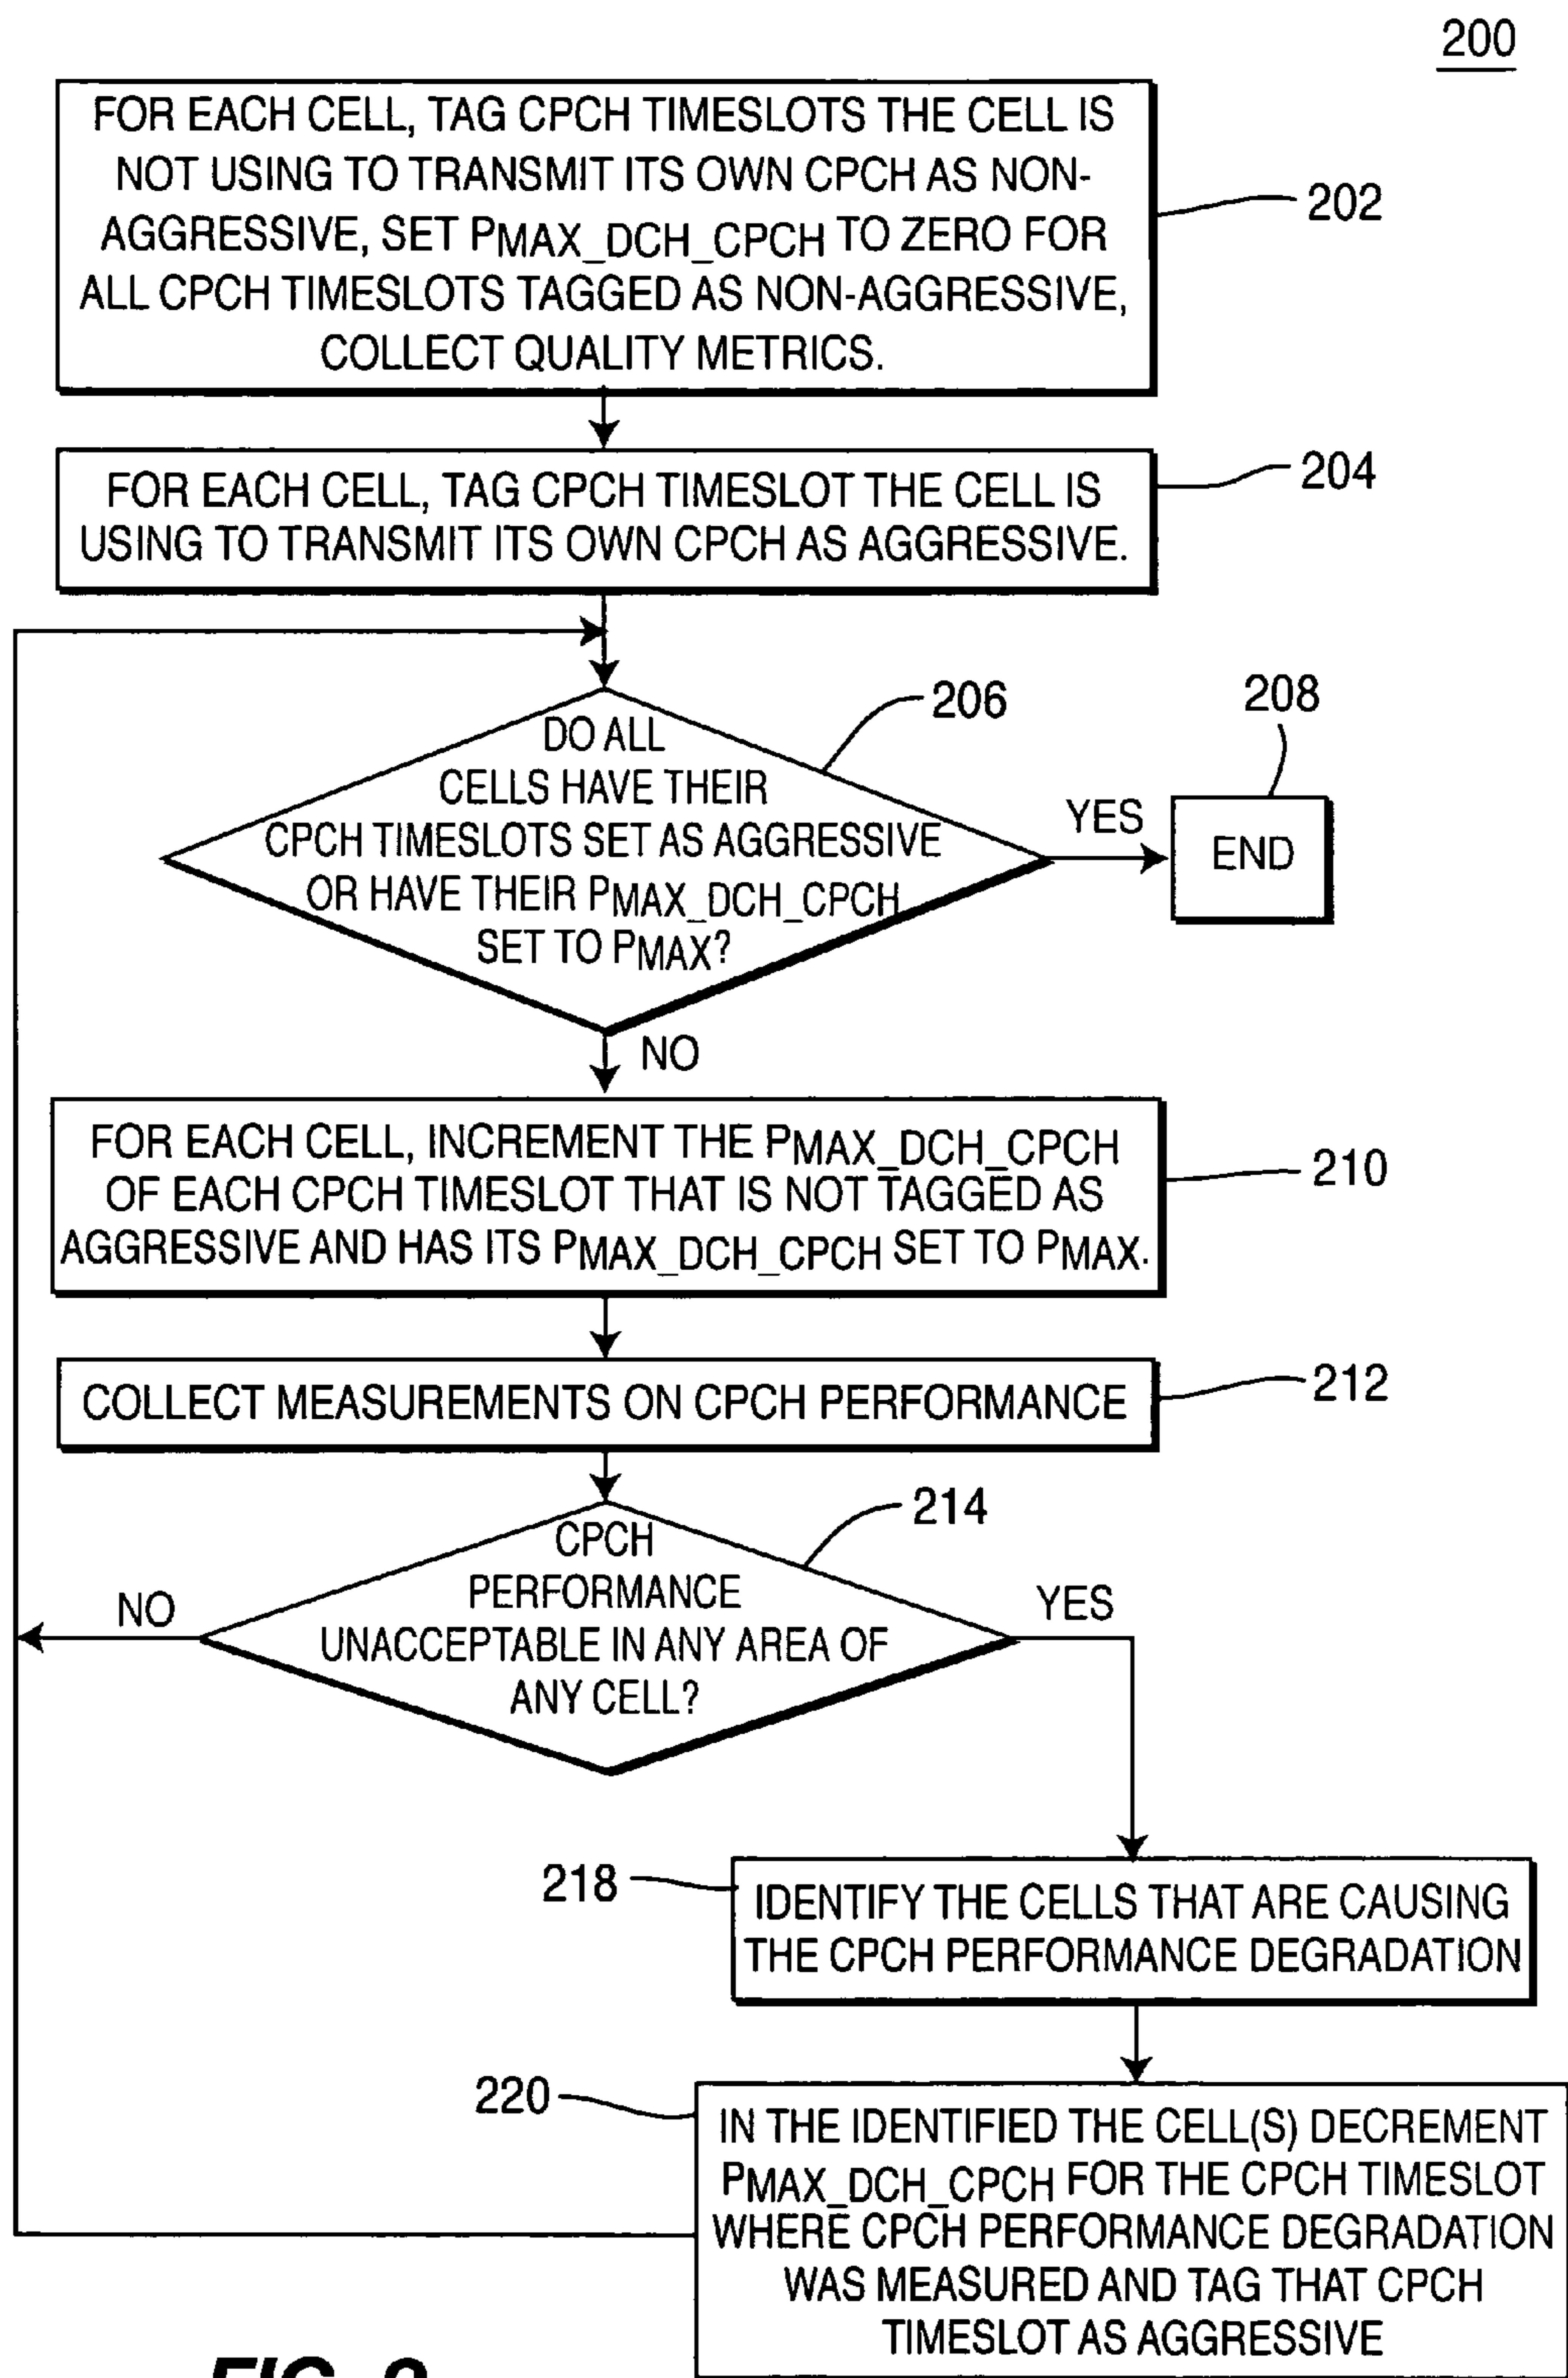 200
FOR EACH CELL, TAG CPCH TIMESLOTS THE CELL IS
NOT USING TO TRANSMIT ITS OWN CPCH AS NON-
AGGRESSIVE, SET PMAX_DCH_CPCH TO ZERO FOR
ALL CPCH TIMESLOTS TAGGED AS NON-AGGRESSIVE,
COLLECT QUALITY METRICS.
202
FOR EACH CELL, TAG CPCH TIMESLOT THE CELL IS
USING TO TRANSMIT ITS OWN CPCH AS AGGRESSIVE.
204
DO ALL
CELLS HAVE THEIR
CPCH TIMESLOTS SET AS AGGRESSIVE
OR HAVE THEIR PMAX_DCH_CPCH
SET TO PMAX?
206
YES
208
END
NO
FOR EACH CELL, INCREMENT THE PMAX_DCH_CPCH
OF EACH CPCH TIMESLOT THAT IS NOT TAGGED AS
AGGRESSIVE AND HAS ITS PMAX_DCH_CPCH SET TO PMAX.
210
COLLECT MEASUREMENTS ON CPCH PERFORMANCE
212
CPCH
PERFORMANCE
UNACCEPTABLE IN ANY AREA OF
ANY CELL?
214
NO
YES
218
IDENTIFY THE CELLS THAT ARE CAUSING
THE CPCH PERFORMANCE DEGRADATION
220
IN THE IDENTIFIED THE CELL(S) DECREMENT
PMAX_DCH_CPCH FOR THE CPCH TIMESLOT
WHERE CPCH PERFORMANCE DEGRADATION
WAS MEASURED AND TAG THAT CPCH
TIMESLOT AS AGGRESSIVE